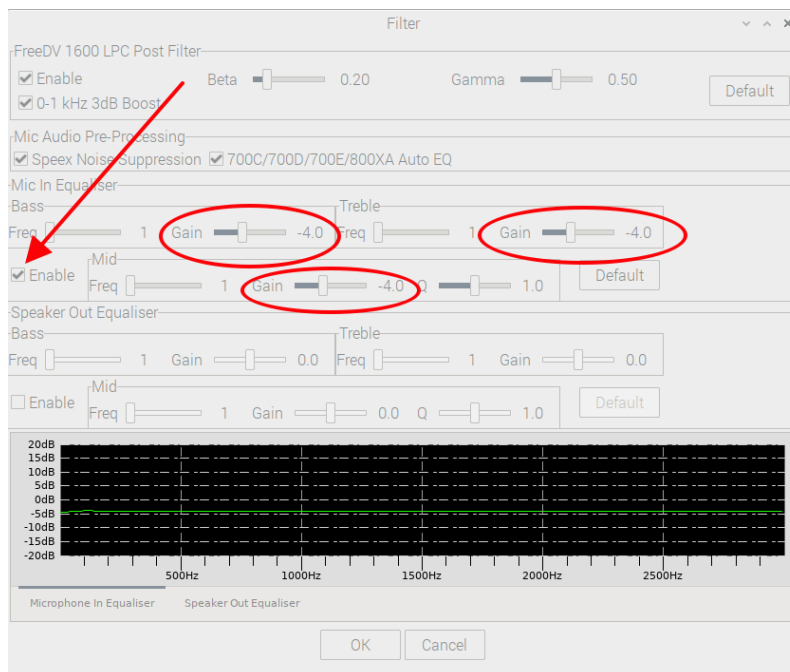 Filter
FreeDV 1600 LPC Post Filter
Enable Beta 0.20 Gamma 0.50 Default
0-1 kHz 3dB Boost
Mic Audio Pre-Processing
Speex Noise Suppression 700C/700D/700E/800XA Auto EQ
Mic In Equaliser
Bass Treble
Freq 1 Gain -4.0 Freq 1 Gain -4.0
Mid
Enable Freq 1 Gain -4.0 Q 1.0 Default
Speaker Out Equaliser
Bass Treble
Freq 1 Gain 0.0 Freq 1 Gain 0.0
Mid
Enable Freq 1 Gain 0.0 Q 1.0 Default
20dB
15dB
10dB
5dB
0dB
-5dB
-10dB
-15dB
-20dB
500Hz 1000Hz 1500Hz 2000Hz 2500Hz
Microphone In Equaliser Speaker Out Equaliser
OK Cancel